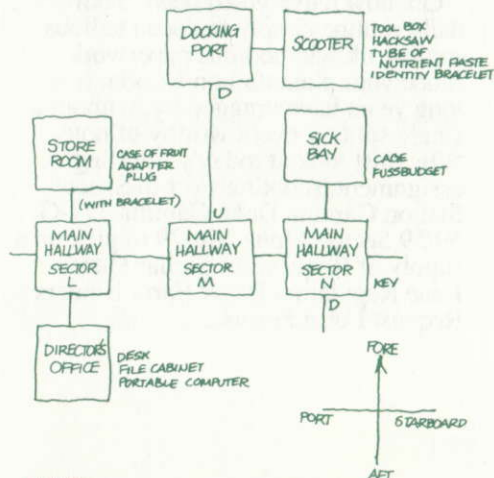 DOCKING
PORT
SCOOTER
TOOL BOX
HACKSAW
TUBE OF
NUTRIENT PASTE
IDENTITY BRACELET
D
STORE
ROOM
CASE OF FRUIT
ADAPTER
PLUG
(WITH BRACELET)
SICK
BAY
CAGE
FUSSBUDGET
MAIN
HALLWAY
SECTOR
L
U
MAIN
HALLWAY
SECTOR
M
MAIN
HALLWAY
SECTOR
N
D
KEY
DIRECTOR'S
OFFICE
DESK
FILE CABINET
PORTABLE COMPUTER
FORE
PORT
STARBOARD
AFT